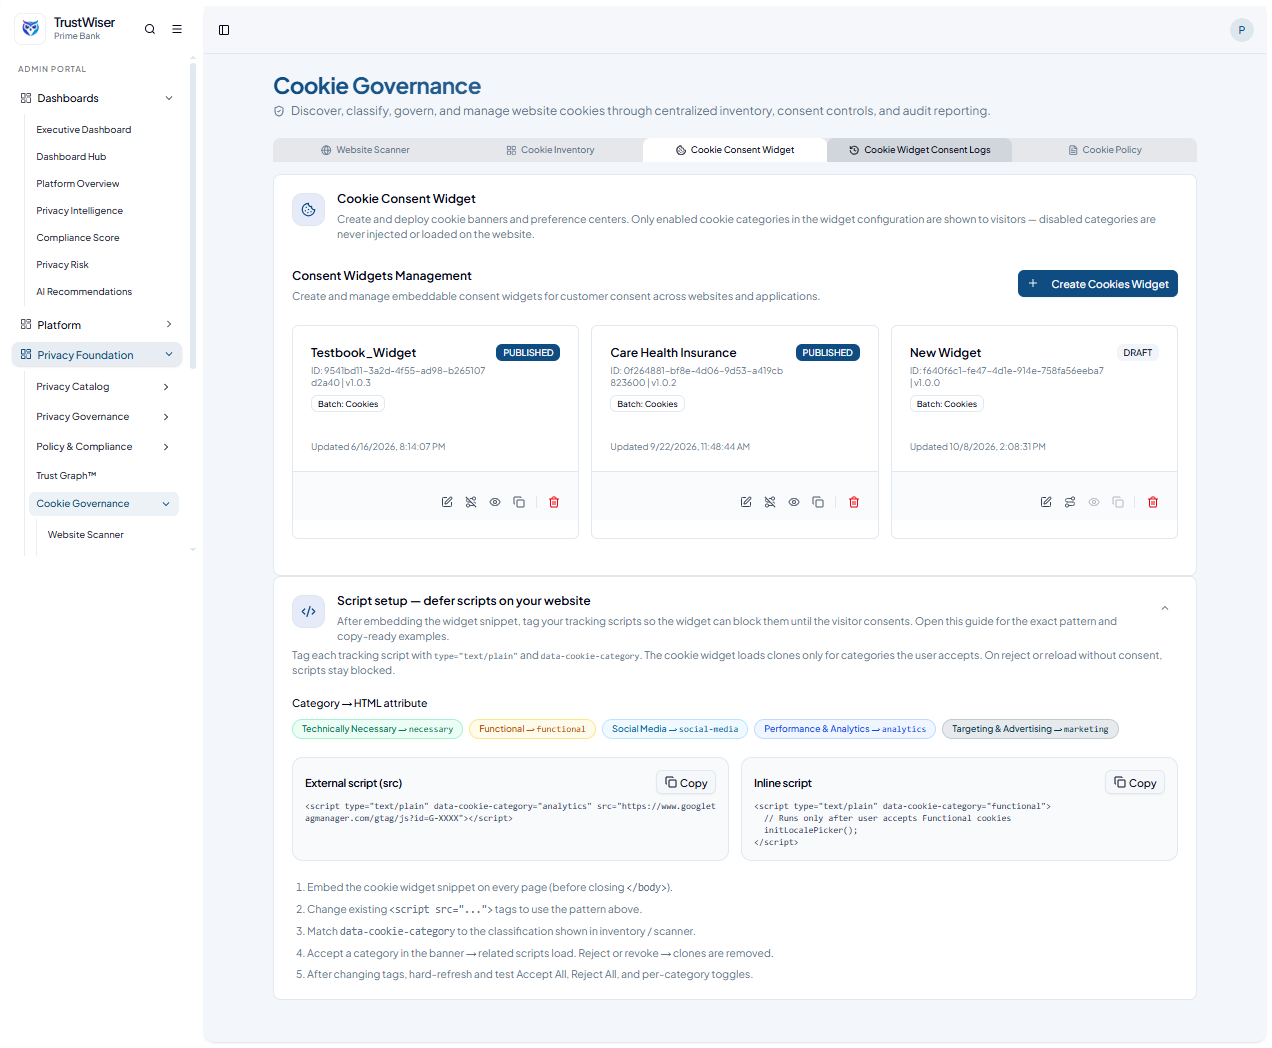 TrustWiser
Prime Bank
P
ADMIN PORTAL
Dashboards
Executive Dashboard
Dashboard Hub
Platform Overview
Privacy Intelligence
Compliance Score
Privacy Risk
AI Recommendations
Platform
Privacy Foundation
Privacy Catalog
Privacy Governance
Policy & Compliance
Trust Graph™
Cookie Governance
Website Scanner
Cookie Governance
Discover, classify, govern, and manage website cookies through centralized inventory, consent controls, and audit reporting.
Website Scanner
Cookie Inventory
Cookie Consent Widget
Cookie Widget Consent Logs
Cookie Policy
Cookie Consent Widget
Create and deploy cookie banners and preference centers. Only enabled cookie categories in the widget configuration are shown to visitors — disabled categories are
never injected or loaded on the website.
Consent Widgets Management
Create and manage embeddable consent widgets for customer consent across websites and applications.
Create Cookies Widget
Testbook_Widget
PUBLISHED
ID: 9541bd11-3a2d-4f55-ad98-b265107
d2a40 | v1.0.3
Batch: Cookies
Updated 6/16/2026, 8:14:07 PM
Care Health Insurance
PUBLISHED
ID: 0f264881-bf8e-4d06-9d53-a419cb
823600 | v1.0.2
Batch: Cookies
Updated 9/22/2026, 11:48:44 AM
New Widget
DRAFT
ID: f640f6c1-fe47-4d1e-914e-758fa56eeba7
| v1.0.0
Batch: Cookies
Updated 10/8/2026, 2:08:31 PM
Script setup — defer scripts on your website
After embedding the widget snippet, tag your tracking scripts so the widget can block them until the visitor consents. Open this guide for the exact pattern and
copy-ready examples.
Tag each tracking script with type="text/plain" and data-cookie-category. The cookie widget loads clones only for categories the user accepts. On reject or reload without consent,
scripts stay blocked.
Category → HTML attribute
Technically Necessary → necessary
Functional → functional
Social Media → social-media
Performance & Analytics → analytics
Targeting & Advertising → marketing
External script (src)
Copy
<script type="text/plain" data-cookie-category="analytics" src="https://www.googlet
agmanager.com/gtag/js?id=G-XXXX"></script>
Inline script
Copy
<script type="text/plain" data-cookie-category="functional">
// Runs only after user accepts Functional cookies
initLocalePicker();
</script>
1. Embed the cookie widget snippet on every page (before closing </body>).
2. Change existing <script src="..."> tags to use the pattern above.
3. Match data-cookie-category to the classification shown in inventory / scanner.
4. Accept a category in the banner → related scripts load. Reject or revoke → clones are removed.
5. After changing tags, hard-refresh and test Accept All, Reject All, and per-category toggles.